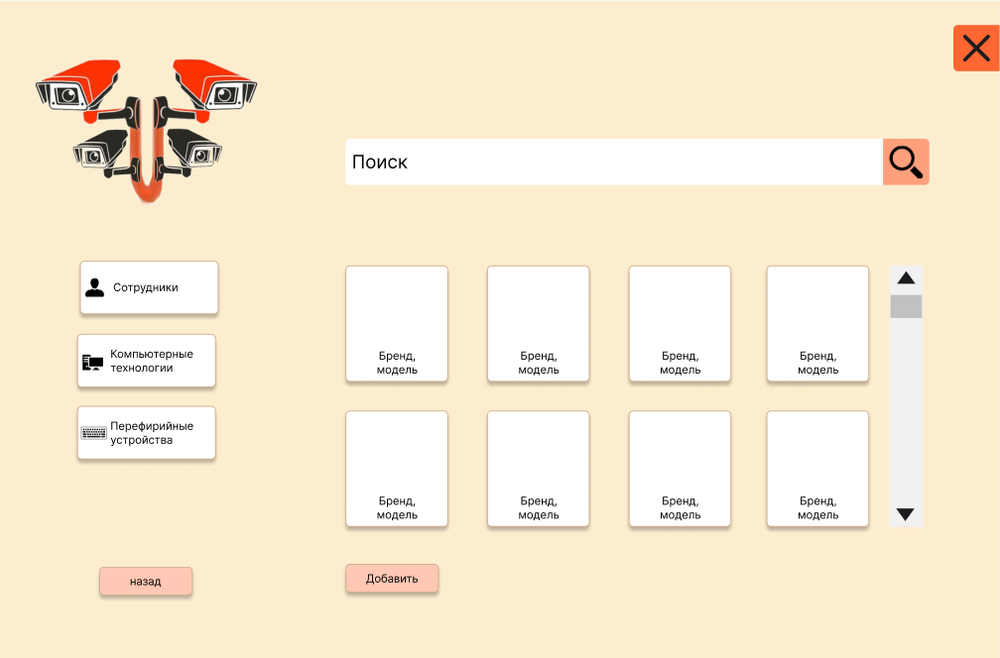 Поиск
Сотрудники
Компьютерные
технологии
Перефирийные
устройства
Бренд,
модель
Бренд,
модель
Бренд,
модель
Бренд,
модель
Бренд,
модель
Бренд,
модель
Бренд,
модель
Бренд,
модель
назад
Добавить